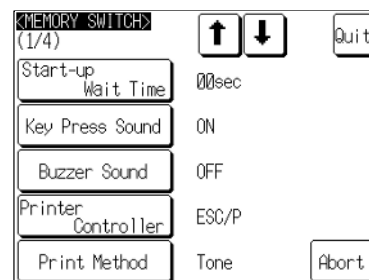 <MEMORY SWITCH>
(1/4)
↑ ↓ Quit
Start-up
Wait Time 00sec
Key Press Sound ON
Buzzer Sound OFF
Printer
Controller ESC/P
Print Method Tone Abort